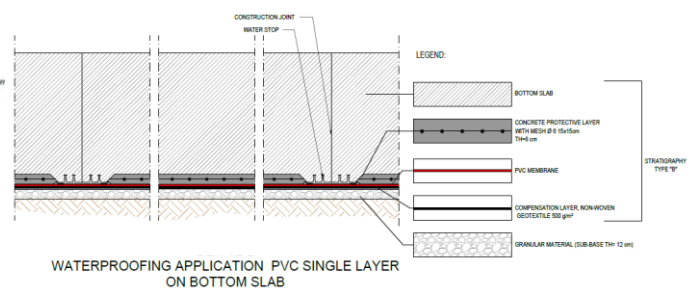 CONSTRUCTION JOINT
WATER STOP
LEGEND:
BOTTOM SLAB
CONCRETE PROTECTIVE LAYER
WITH MESH Ø 6 15x15cm
TH=6 cm
PVC MEMBRANE
COMPENSATION LAYER, NON-WOVEN
GEOTEXTILE 500 g/m²
GRANULAR MATERIAL (SUB-BASE TH= 12 cm)
STRATIGRAPHY
TYPE "B"
WATERPROOFING APPLICATION PVC SINGLE LAYER
ON BOTTOM SLAB